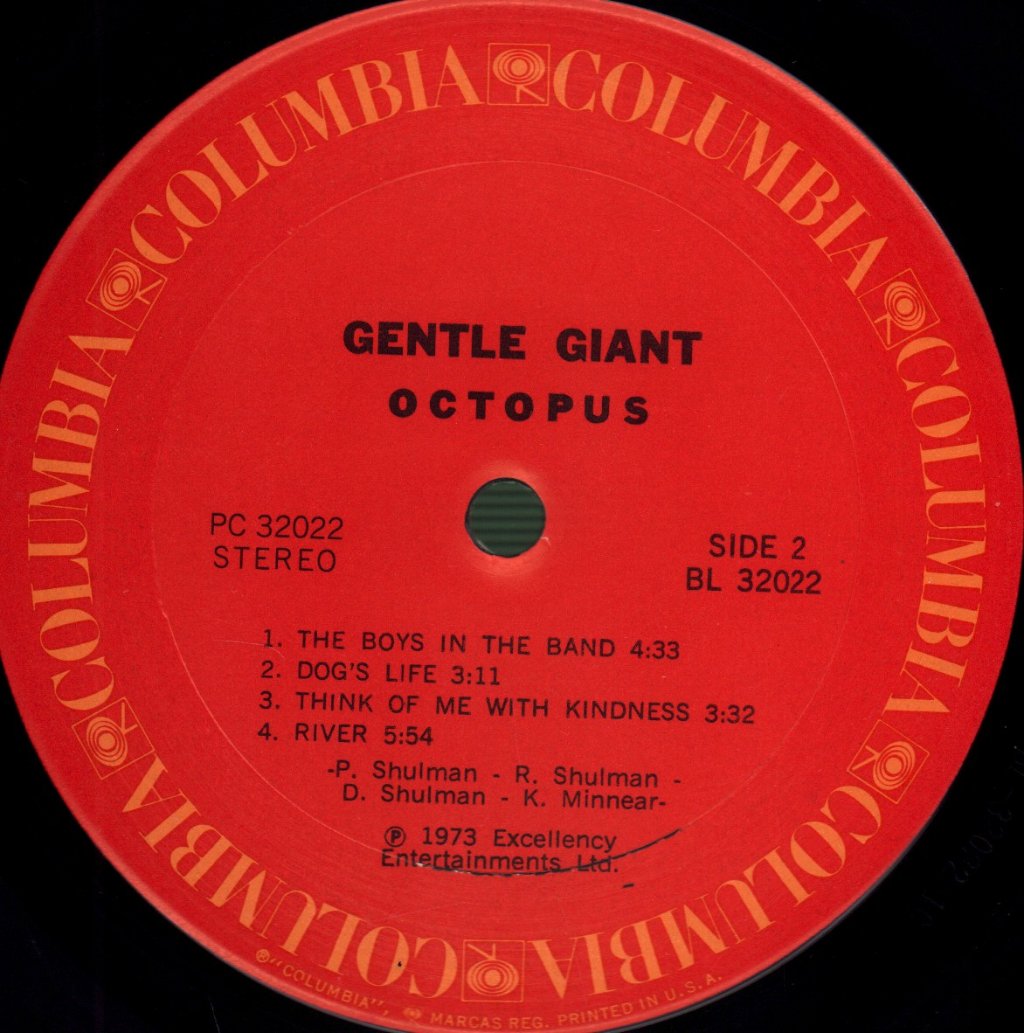 COLUMBIA COLUMBIA COLUMBIA COLUMBIA COLUMBIA COLUMBIA
GENTLE GIANT
OCTOPUS
PC 32022
STEREO
SIDE 2
BL 32022
1. THE BOYS IN THE BAND 4:33
2. DOG'S LIFE 3:11
3. THINK OF ME WITH KINDNESS 3:32
4. RIVER 5:54
-P. Shulman - R. Shulman -
D. Shulman - K. Minnear-
℗ 1973 Excellency
Entertainments Ltd.
®"COLUMBIA", MARCAS REG. PRINTED IN U.S.A.